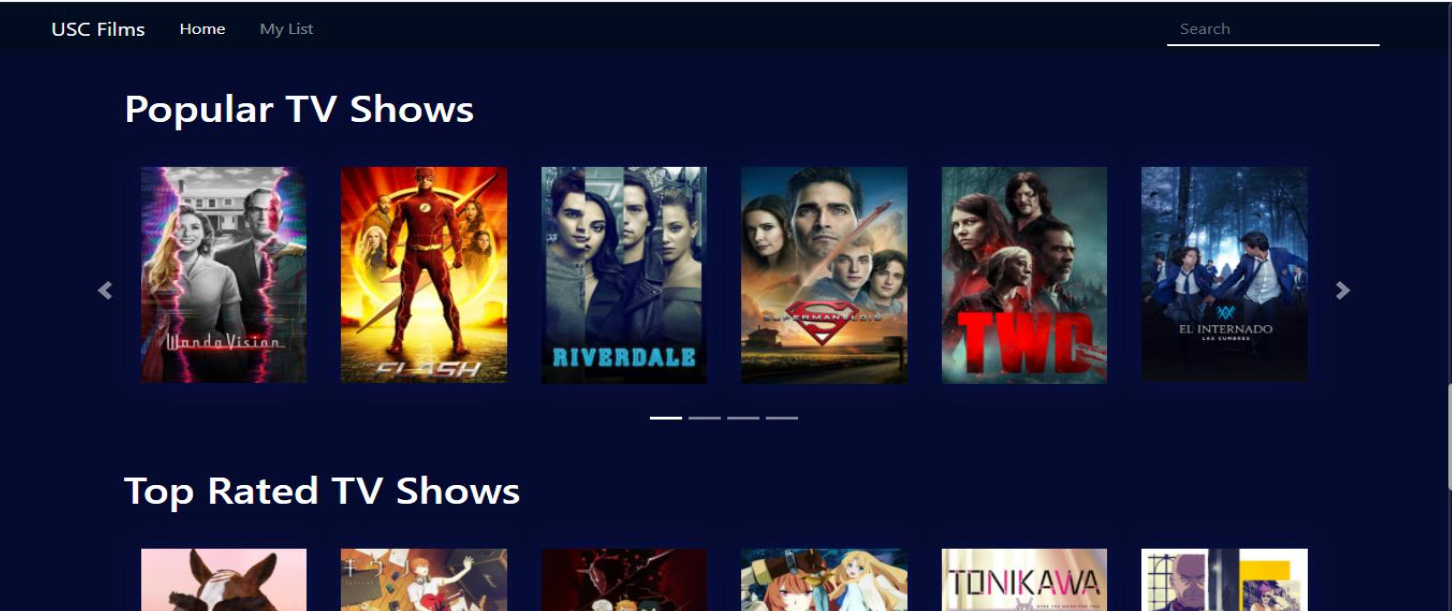 USC Films Home My List Search
Popular TV Shows
WandaVision
FLASH
RIVERDALE
SUPERMAN & LOIS
TWD
EL INTERNADO
LAS CUMBRES
Top Rated TV Shows
TONIKAWA